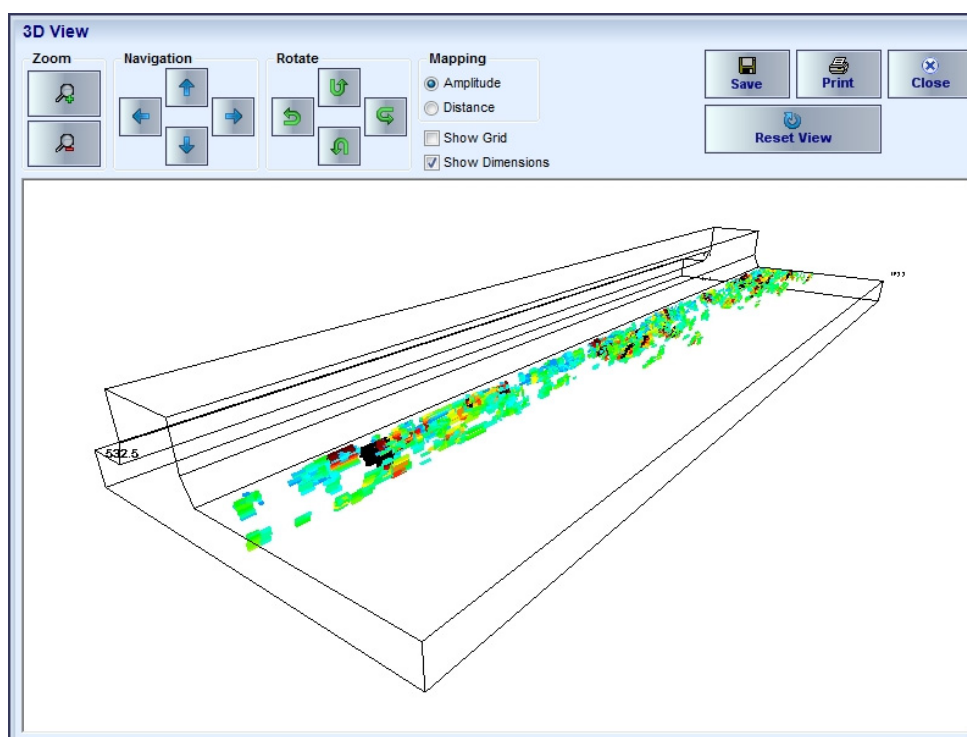 3D View
Zoom
Navigation
Rotate
Mapping
Amplitude
Distance
Show Grid
Show Dimensions
Save
Print
Close
Reset View
532.5